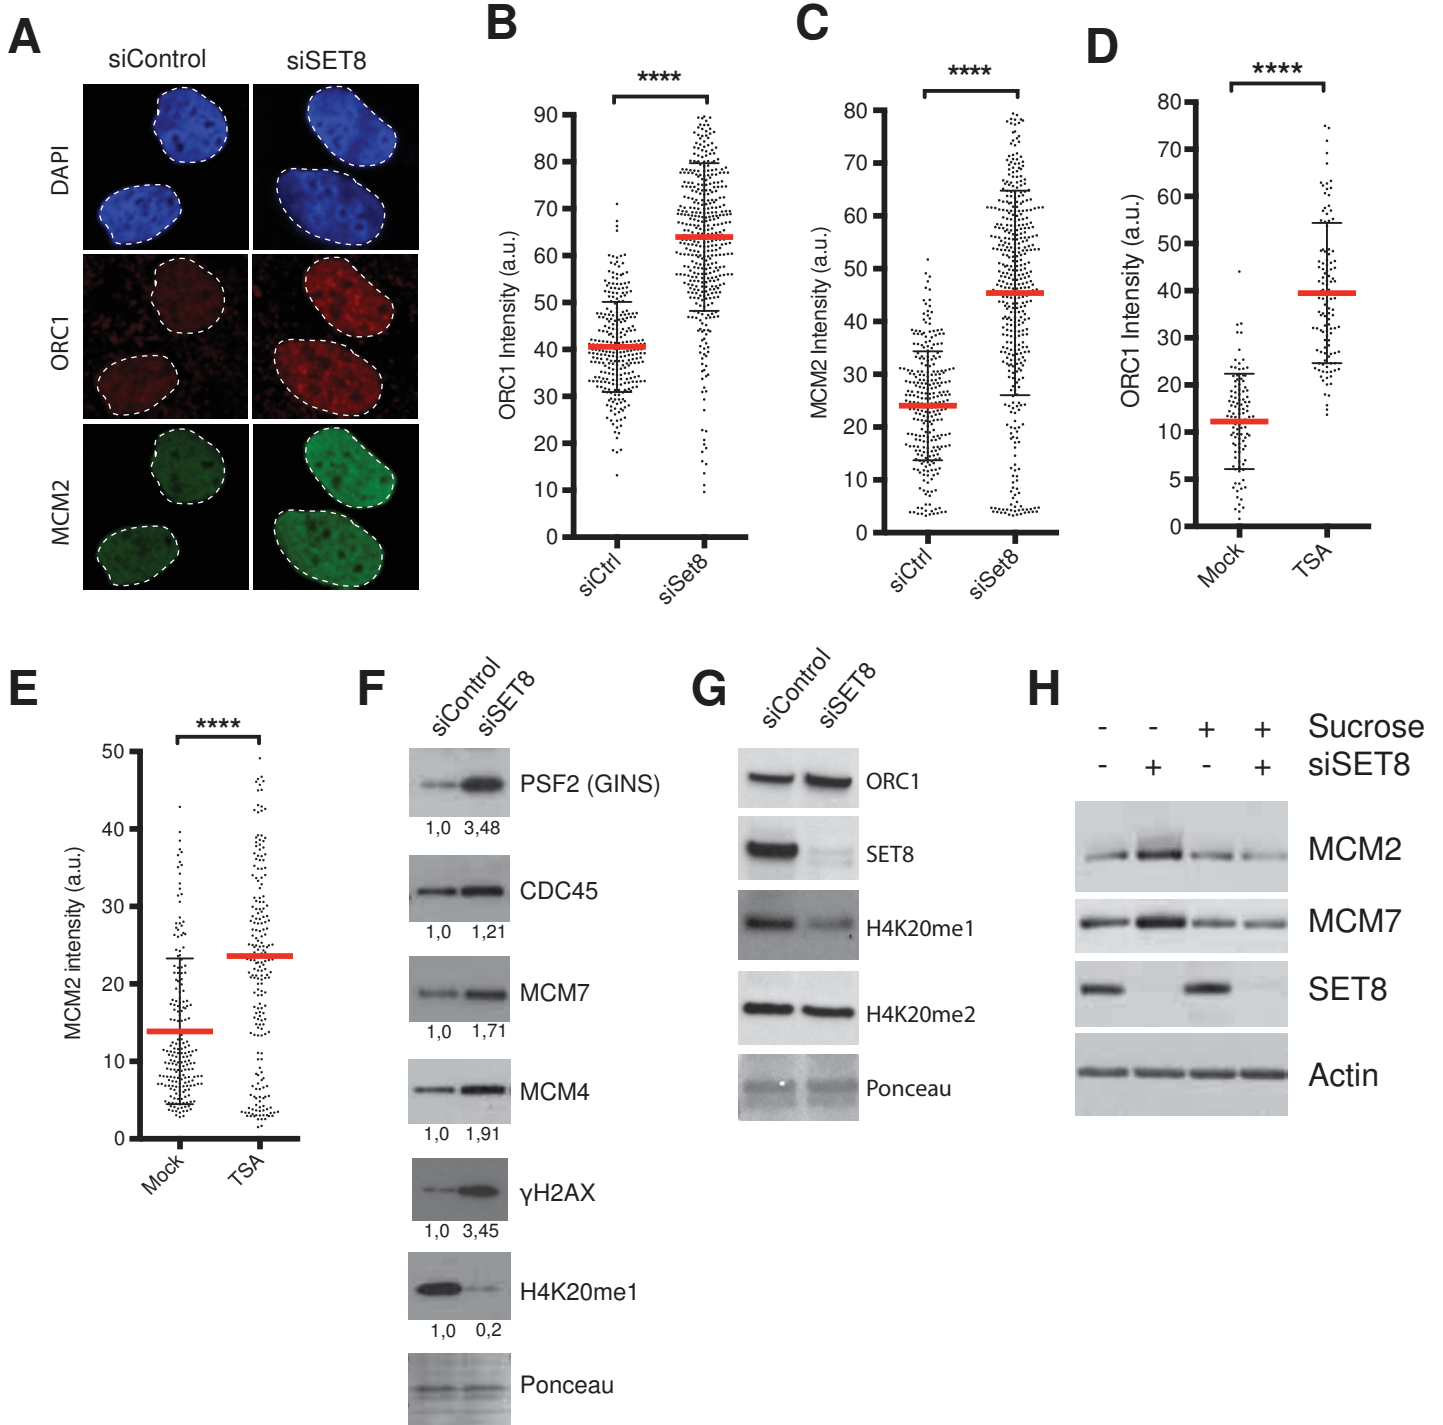 A
siControl
siSET8
DAPI
ORC1
MCM2
B
****
ORC1 Intensity (a.u.)
90
80
70
60
50
40
30
20
10
0
siCtrl
siSet8
C
****
MCM2 Intensity (a.u.)
80
70
60
50
40
30
20
10
0
siCtrl
siSet8
D
****
ORC1 Intensity (a.u.)
80
70
60
50
40
30
20
10
5
0
Mock
TSA
E
****
MCM2 intensity (a.u.)
50
40
30
20
10
0
Mock
TSA
F
siControl
siSET8
PSF2 (GINS)
1,0 3,48
CDC45
1,0 1,21
MCM7
1,0 1,71
MCM4
1,0 1,91
γH2AX
1,0 3,45
H4K20me1
1,0 0,2
Ponceau
G
siControl
siSET8
ORC1
SET8
H4K20me1
H4K20me2
Ponceau
H
- - + + Sucrose
- + - + siSET8
MCM2
MCM7
SET8
Actin